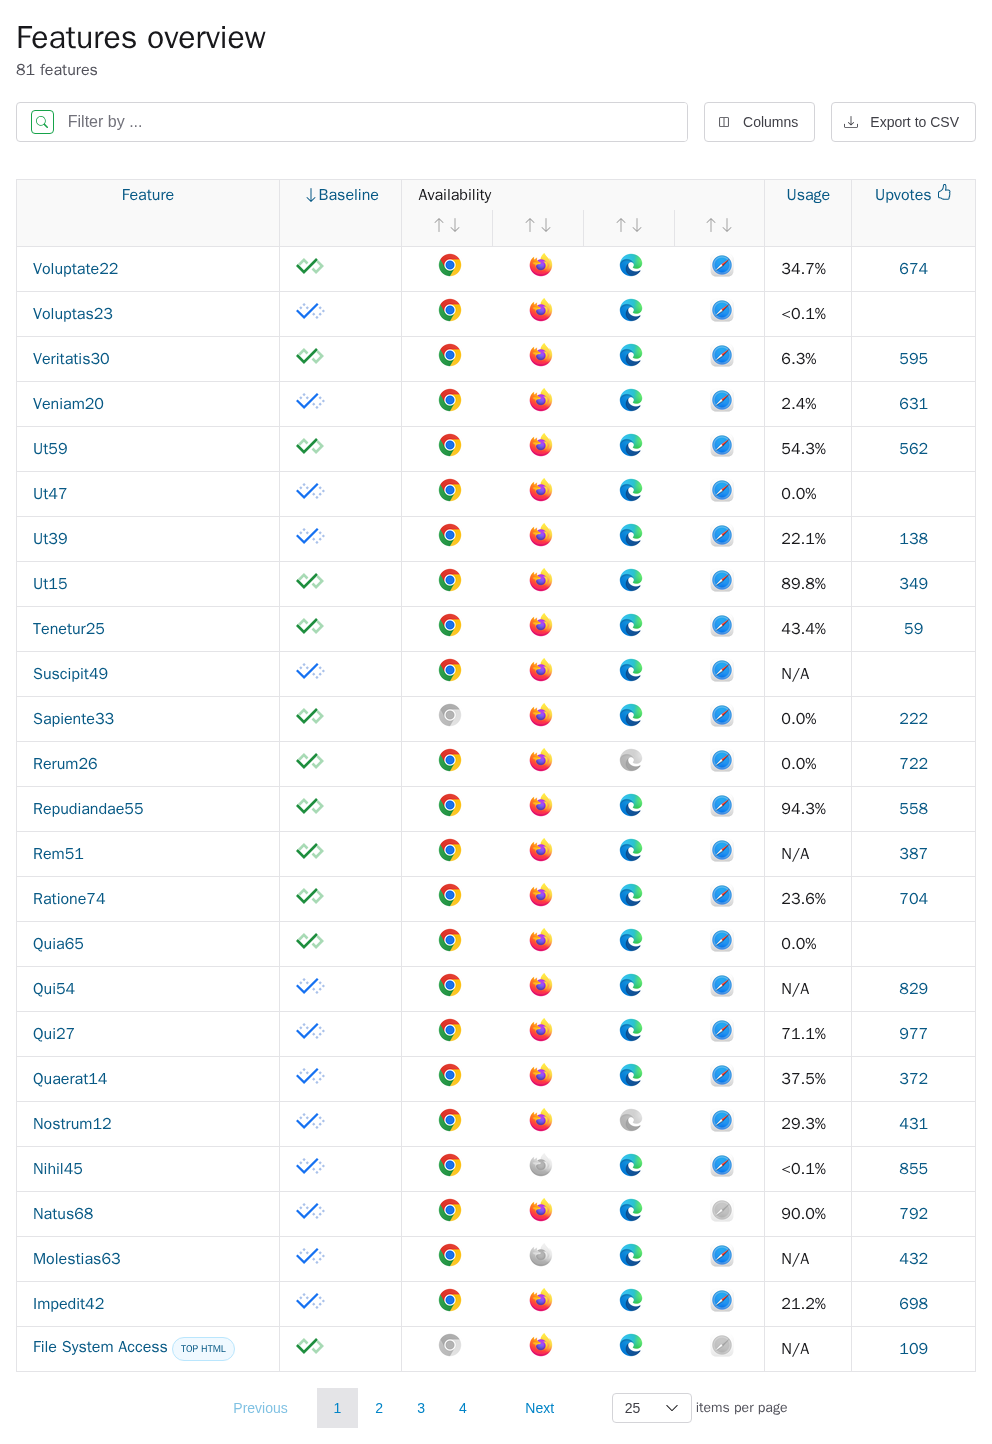 Features overview
81 features
Filter by ...
Columns
Export to CSV
Feature Baseline Availability Usage Upvotes
Voluptate22 34.7% 674
Voluptas23 <0.1%
Veritatis30 6.3% 595
Veniam20 2.4% 631
Ut59 54.3% 562
Ut47 0.0%
Ut39 22.1% 138
Ut15 89.8% 349
Tenetur25 43.4% 59
Suscipit49 N/A
Sapiente33 0.0% 222
Rerum26 0.0% 722
Repudiandae55 94.3% 558
Rem51 N/A 387
Ratione74 23.6% 704
Quia65 0.0%
Qui54 N/A 829
Qui27 71.1% 977
Quaerat14 37.5% 372
Nostrum12 29.3% 431
Nihil45 <0.1% 855
Natus68 90.0% 792
Molestias63 N/A 432
Impedit42 21.2% 698
File System Access TOP HTML N/A 109
Previous 1 2 3 4 Next 25 items per page